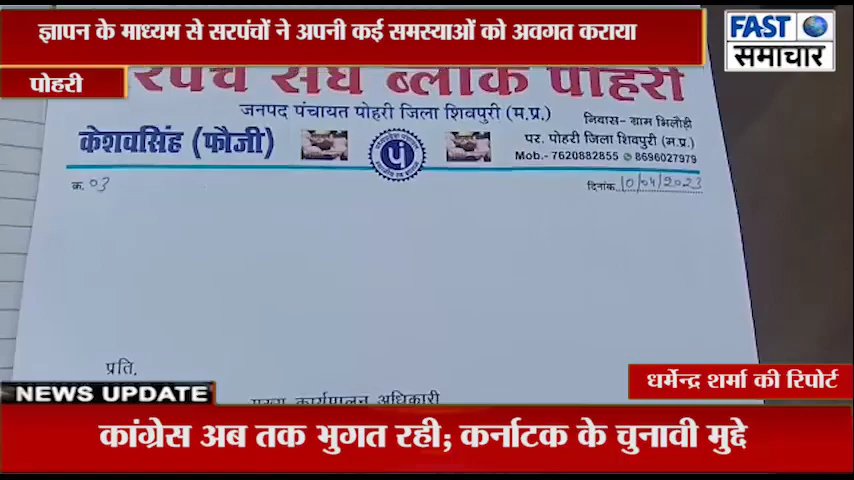 ज्ञापन के माध्यम से सरपंचों ने अपनी कई समस्याओं को अवगत कराया
FAST
समाचार
पोहरी
रपंच संघ ब्लॉक पोहरी
जनपद पंचायत पोहरी जिला शिवपुरी (म.प्र.)
निवास- ग्राम भिलौड़ी
केशवसिंह (फौजी)
पर. पोहरी जिला शिवपुरी (म.प्र.)
Mob.- 7620882855 8696027979
क्र. 03
दिनांक 10/04/2023
प्रति,
मुख्य कार्यपालन अधिकारी
धर्मेन्द्र शर्मा की रिपोर्ट
NEWS UPDATE
कांग्रेस अब तक भुगत रही; कर्नाटक के चुनावी मुद्दे